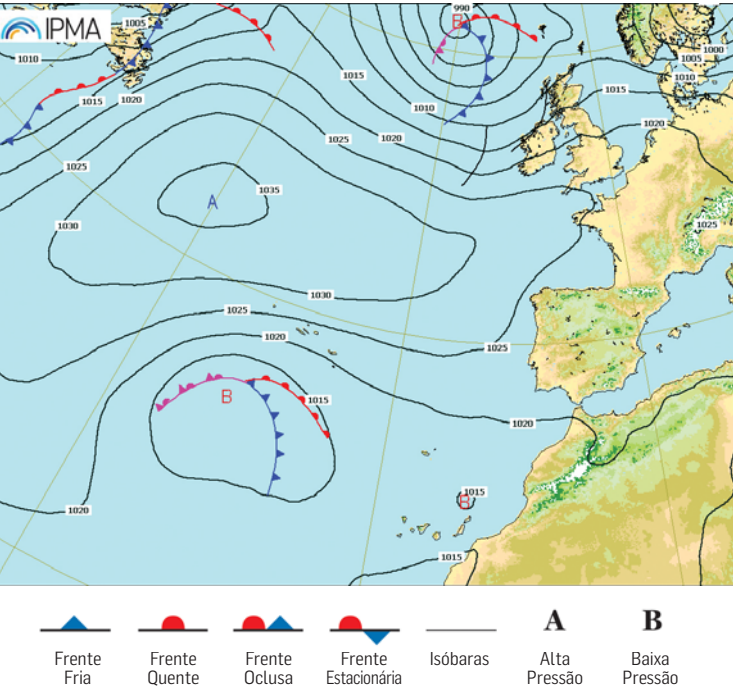 IPMA
1005
990
B
1000
1010
1005
1010
1015
1015
1020
1015
1010
1020
1025
1020
1025
1035
A
1030
1025
1030
1025
1020
1025
B
1015
1020
1020
1015
B
1015
Frente Fria
Frente Quente
Frente Oclusa
Frente Estacionária
Isóbaras
A
Alta Pressão
B
Baixa Pressão